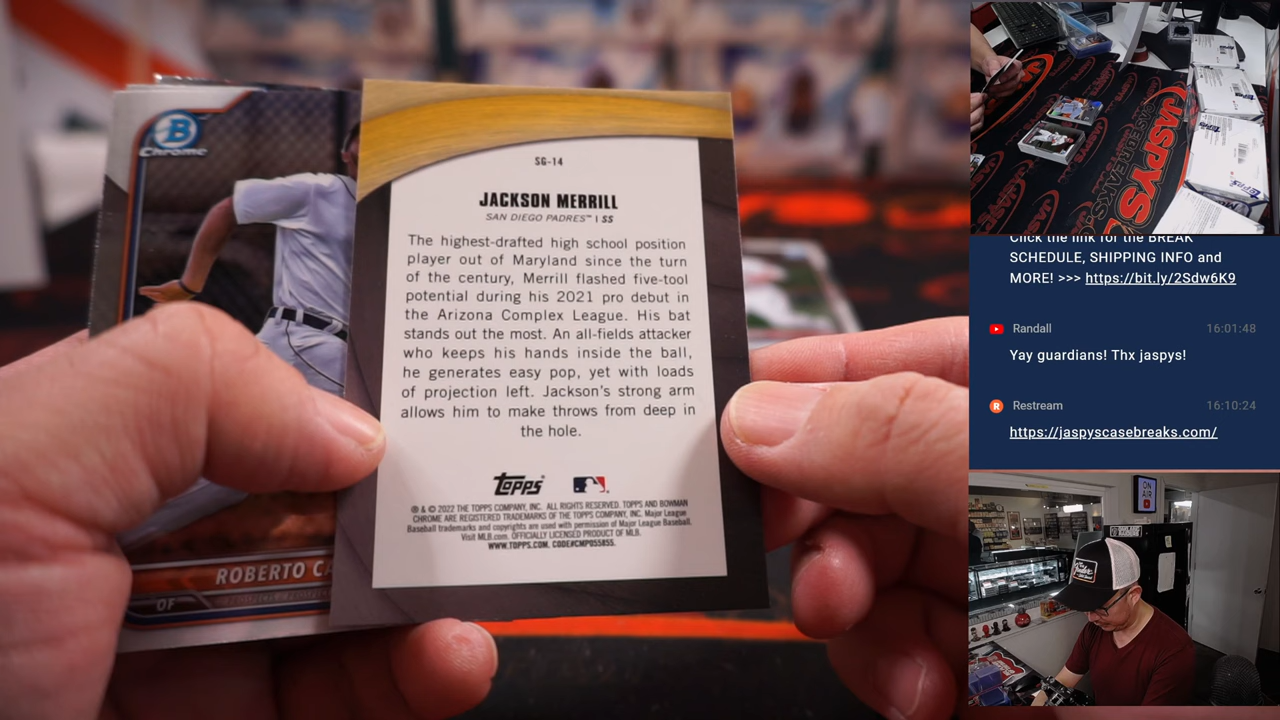 B
Chrome
ROBERTO
OF
SG-14
JACKSON MERRILL
SAN DIEGO PADRES™ | SS
The highest-drafted high school position
player out of Maryland since the turn
of the century, Merrill flashed five-tool
potential during his 2021 pro debut in
the Arizona Complex League. His bat
stands out the most. An all-fields attacker
who keeps his hands inside the ball,
he generates easy pop, yet with loads
of projection left. Jackson's strong arm
allows him to make throws from deep in
the hole.
Topps
® & © 2022 THE TOPPS COMPANY, INC. ALL RIGHTS RESERVED. TOPPS AND BOWMAN
CHROME ARE REGISTERED TRADEMARKS OF THE TOPPS COMPANY, INC. Major League
Baseball trademarks and copyrights are used with permission of Major League Baseball.
Visit MLB.com. OFFICIALLY LICENSED PRODUCT OF MLB.
WWW.TOPPS.COM. CODE#CMP055855.
JASPYS
CASEBREAKS.
Click the link for the BREAK
SCHEDULE, SHIPPING INFO and
MORE! >>> https://bit.ly/2Sdw6K9
Randall 16:01:48
Yay guardians! Thx jaspys!
R Restream 16:10:24
https://jaspyscasebreaks.com/
ON
AIR